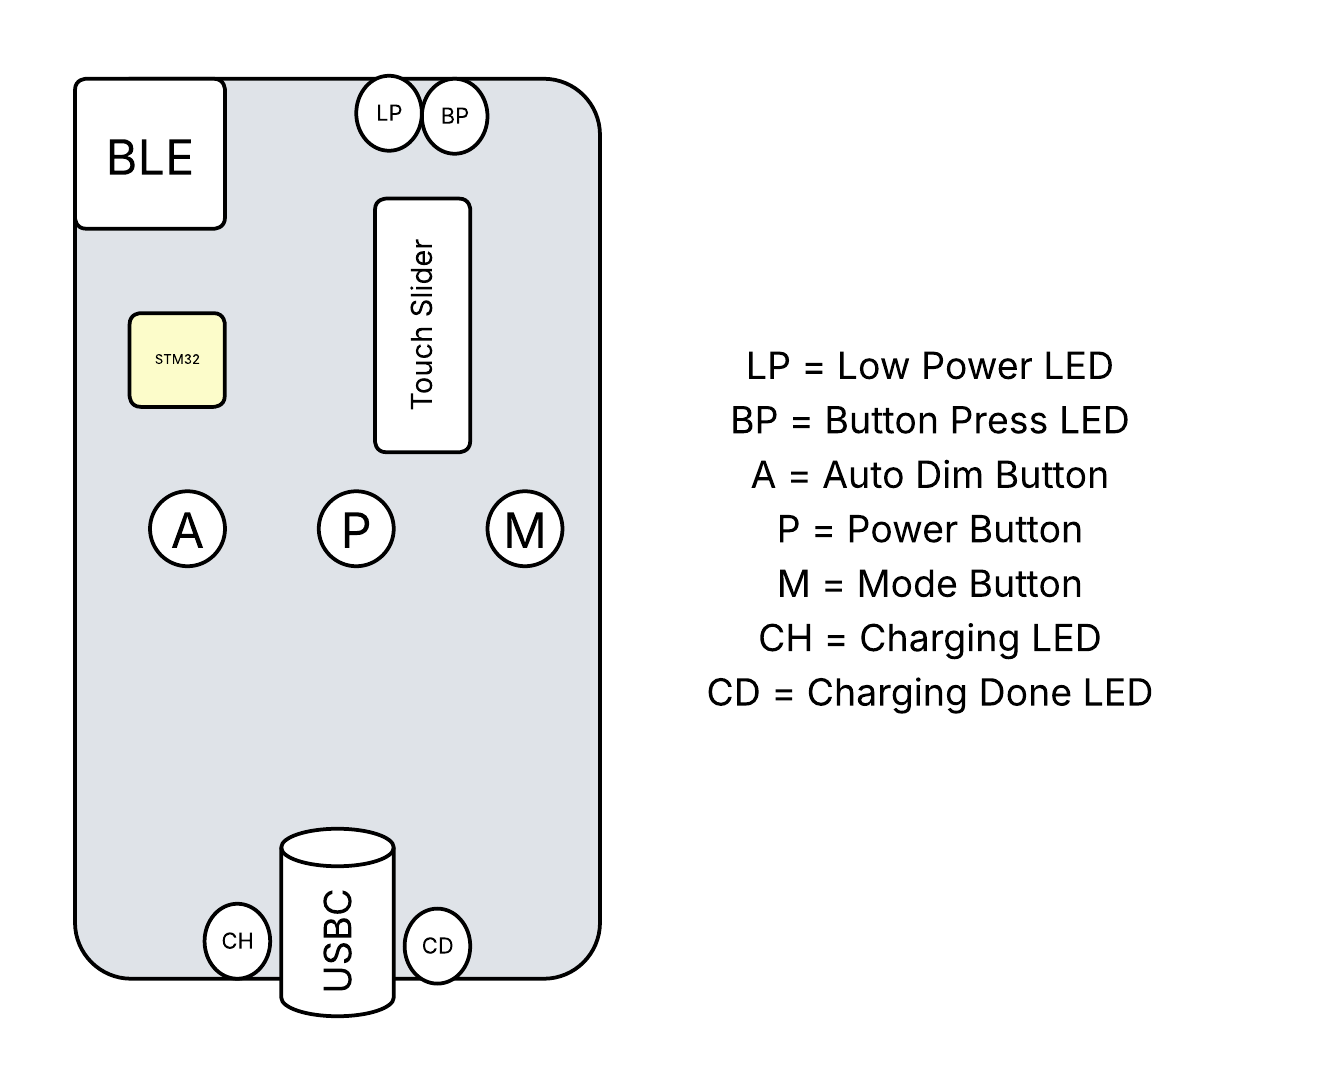 LP
BP
BLE
Touch Slider
STM32
A
P
M
USBC
CH
CD
LP = Low Power LED
BP = Button Press LED
A = Auto Dim Button
P = Power Button
M = Mode Button
CH = Charging LED
CD = Charging Done LED